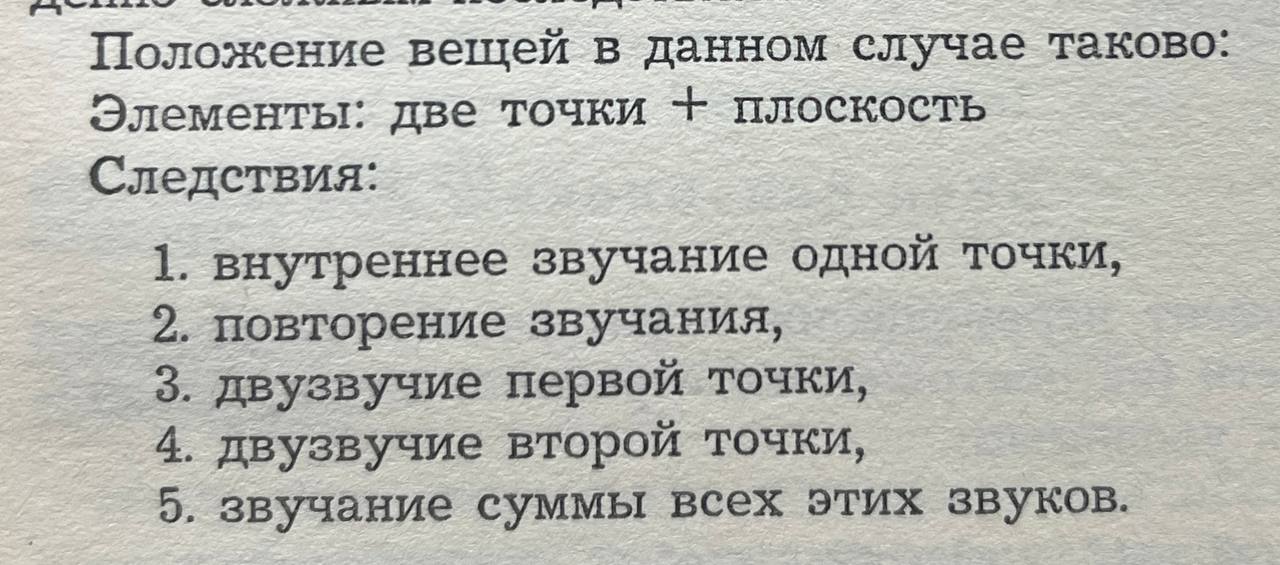 Положение вещей в данном случае таково:
Элементы: две точки + плоскость
Следствия:
1. внутреннее звучание одной точки,
2. повторение звучания,
3. двузвучие первой точки,
4. двузвучие второй точки,
5. звучание суммы всех этих звуков.